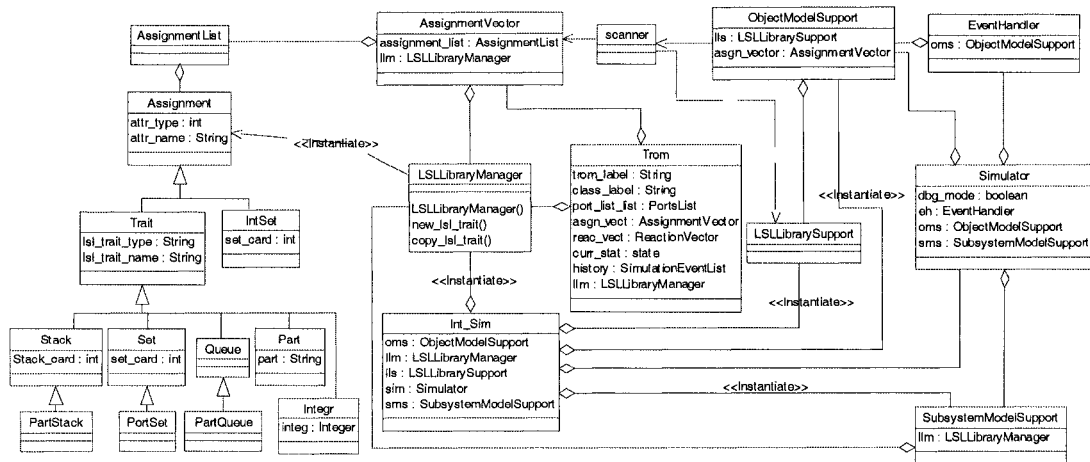 AssignmentList
AssignmentVector
assignment_list : AssignmentList
llm : LSLLibraryManager
scanner
ObjectModelSupport
lls : LSLLibrarySupport
asgn_vector : AssignmentVector
EventHandler
oms : ObjectModelSupport
Assignment
attr_type : int
attr_name : String
<<Instantiate>>
LSLLibraryManager
LSLLibraryManager()
new_lsl_trait()
copy_lsl_trait()
Trom
trom_label : String
class_label : String
port_list_list : PortsList
asgn_vect : AssignmentVector
reac_vect : ReactionVector
curr_stat : state
history : SimulationEventList
llm : LSLLibraryManager
<<Instantiate>>
LSLLibrarySupport
Simulator
dbg_mode : boolean
eh : EventHandler
oms : ObjectModelSupport
sms : SubsystemModelSupport
Trait
lsl_trait_type : String
lsl_trait_name : String
IntSet
set_card : int
<<Instantiate>>
<<Instantiate>>
Stack
Stack_card : int
Set
set_card : int
Queue
Part
part : String
Int_Sim
oms : ObjectModelSupport
llm : LSLLibraryManager
lls : LSLLibrarySupport
sim : Simulator
sms : SubsystemModelSupport
<<Instantiate>>
PartStack
PortSet
PartQueue
Integr
integ : Integer
SubsystemModelSupport
llm : LSLLibraryManager